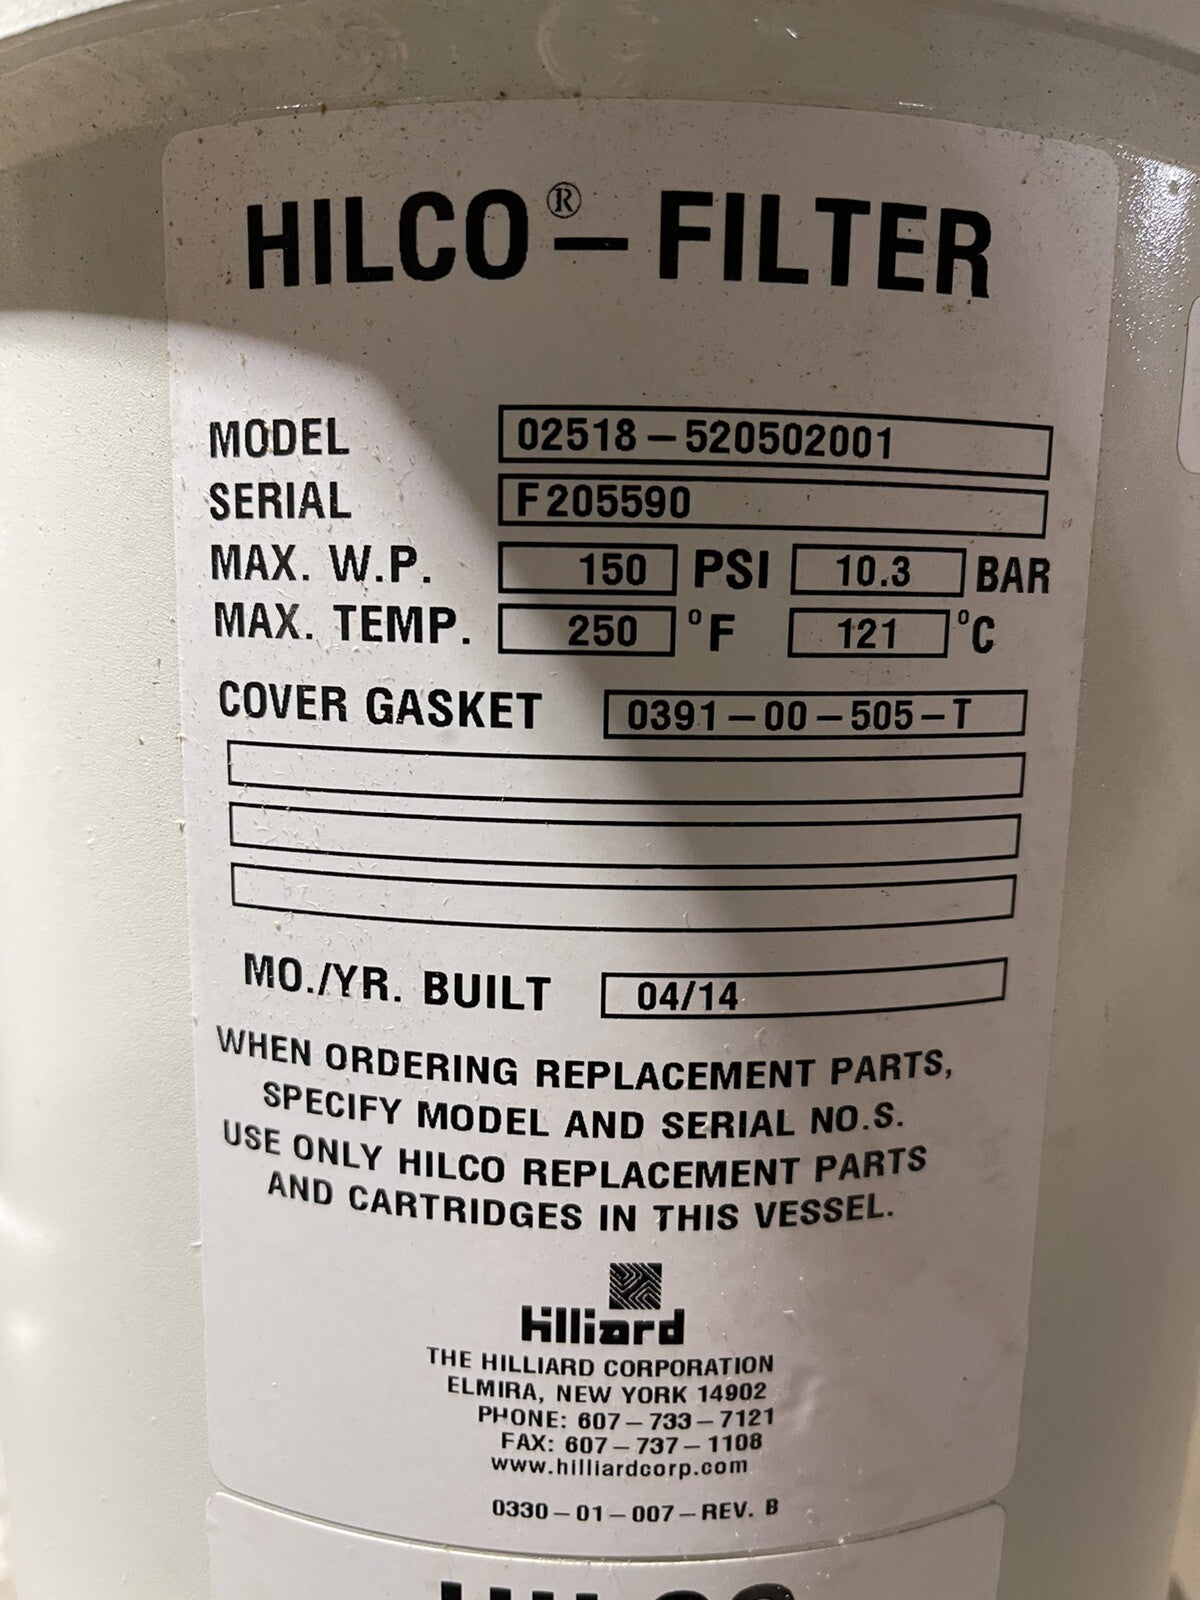 HILCO® – FILTER
MODEL 02518 – 520502001
SERIAL F205590
MAX. W.P. 150 PSI 10.3 BAR
MAX. TEMP. 250 °F 121 °C
COVER GASKET 0391 – 00 – 505 – T
MO./YR. BUILT 04/14
WHEN ORDERING REPLACEMENT PARTS,
SPECIFY MODEL AND SERIAL NO.S.
USE ONLY HILCO REPLACEMENT PARTS
AND CARTRIDGES IN THIS VESSEL.
Hilliard
THE HILLIARD CORPORATION
ELMIRA, NEW YORK 14902
PHONE: 607 – 733 – 7121
FAX: 607 – 737 – 1108
www.hilliardcorp.com
0330 – 01 – 007 – REV. B